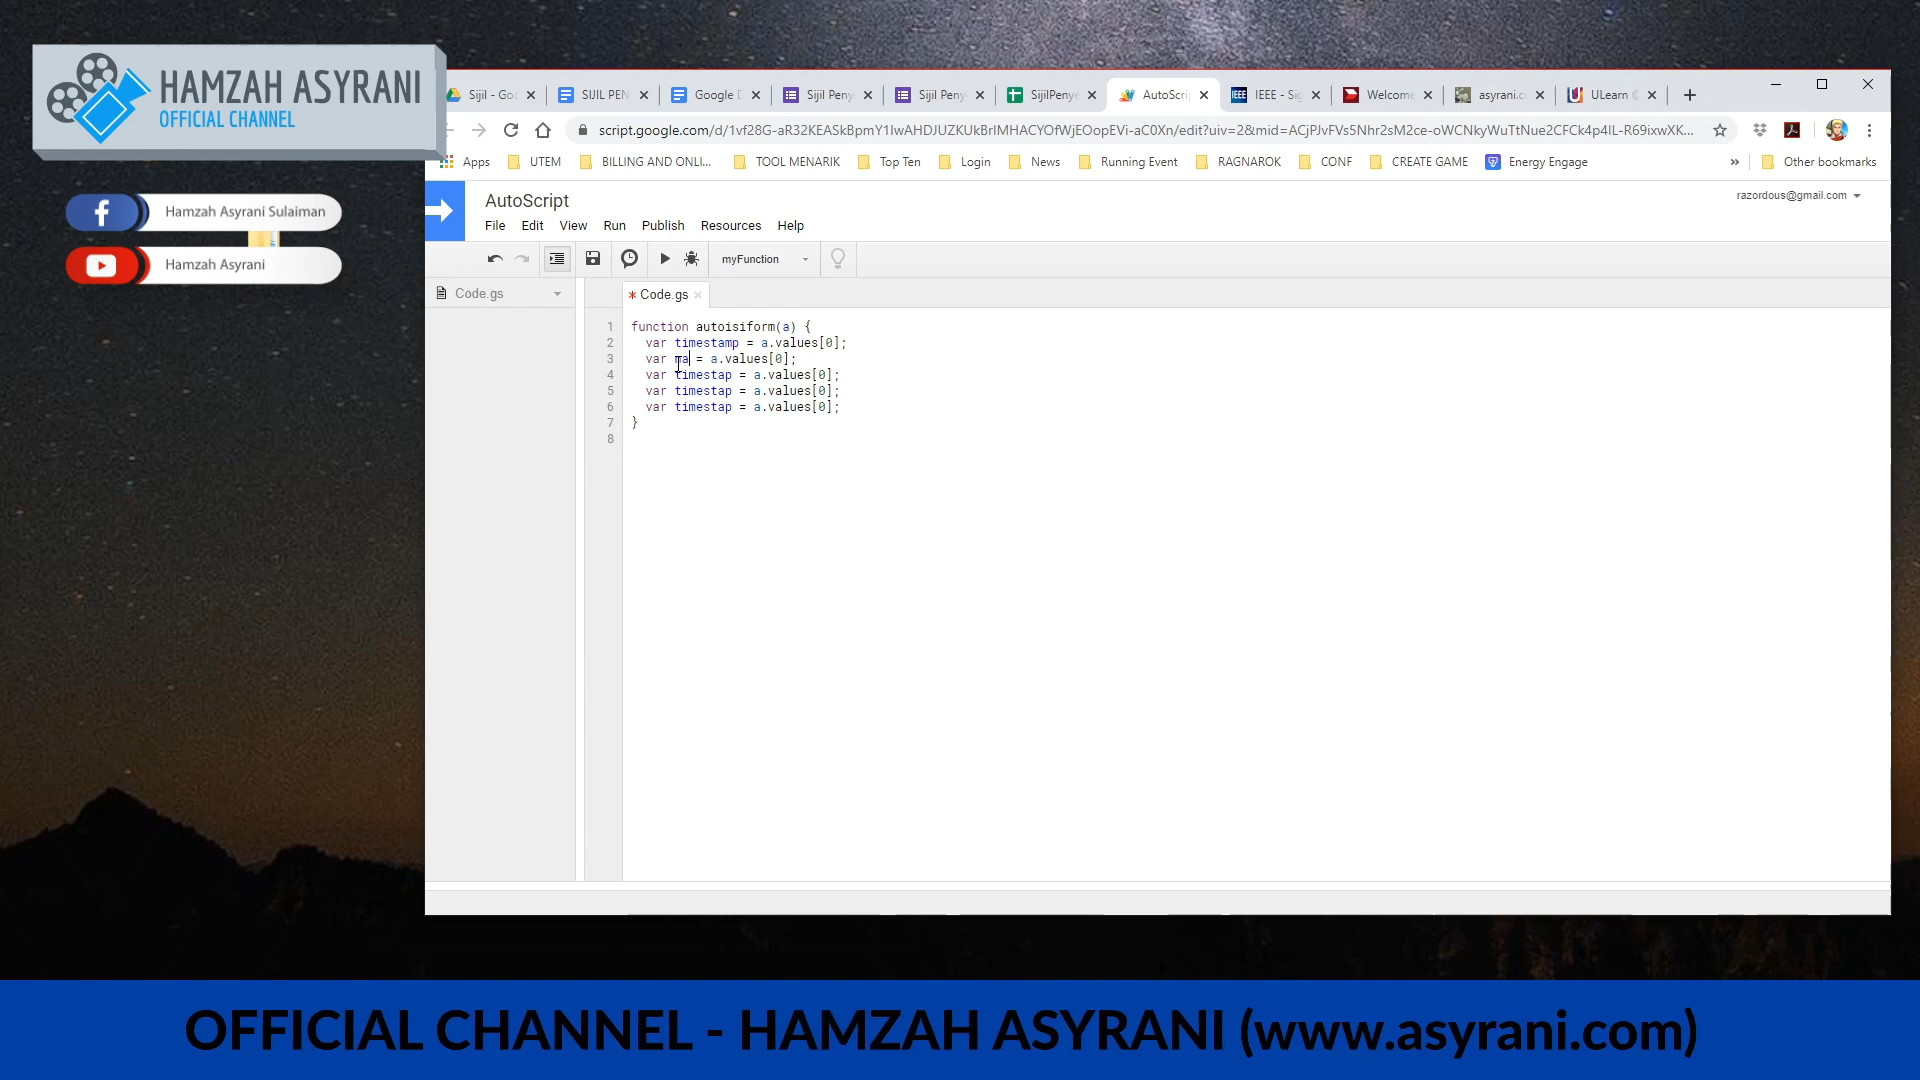 HAMZAH ASYRANI
OFFICIAL CHANNEL
Hamzah Asyrani Sulaiman
Hamzah Asyrani
Sijil - Goo
SIJIL PEN
Google D
Sijil Peny
Sijil Peny
SijilPenye
AutoScri
IEEE - Sig
Welcome
asyrani.c
ULearn
script.google.com/d/1vf28G-aR32KEASkBpmY1IwAHDJUZKUkBrIMHACYOfWjEOopEVi-aC0Xn/edit?uiv=2&mid=ACjPJvFVs5Nhr2sM2ce-oWCNkyWuTtNue2CFCk4p4IL-R69ixwXK...
Apps
UTEM
BILLING AND ONLI...
TOOL MENARIK
Top Ten
Login
News
Running Event
RAGNAROK
CONF
CREATE GAME
Energy Engage
»
Other bookmarks
AutoScript
razordous@gmail.com
File Edit View Run Publish Resources Help
myFunction
Code.gs
* Code.gs
1 function autoisiform(a) {
2 var timestamp = a.values[0];
3 var ma = a.values[0];
4 var timestap = a.values[0];
5 var timestap = a.values[0];
6 var timestap = a.values[0];
7 }
8
OFFICIAL CHANNEL - HAMZAH ASYRANI (www.asyrani.com)